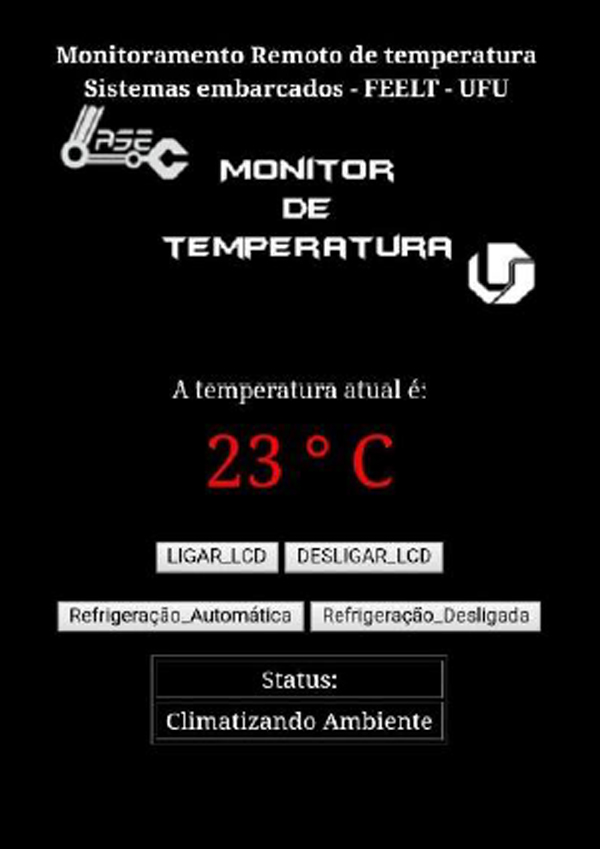 Monitoramento Remoto de temperatura
Sistemas embarcados - FEELT - UFU
ASE
MONITOR
DE
TEMPERATURA
A temperatura atual é:
23 ° C
LIGAR_LCD DESLIGAR_LCD
Refrigeração_Automática Refrigeração_Desligada
Status:
Climatizando Ambiente